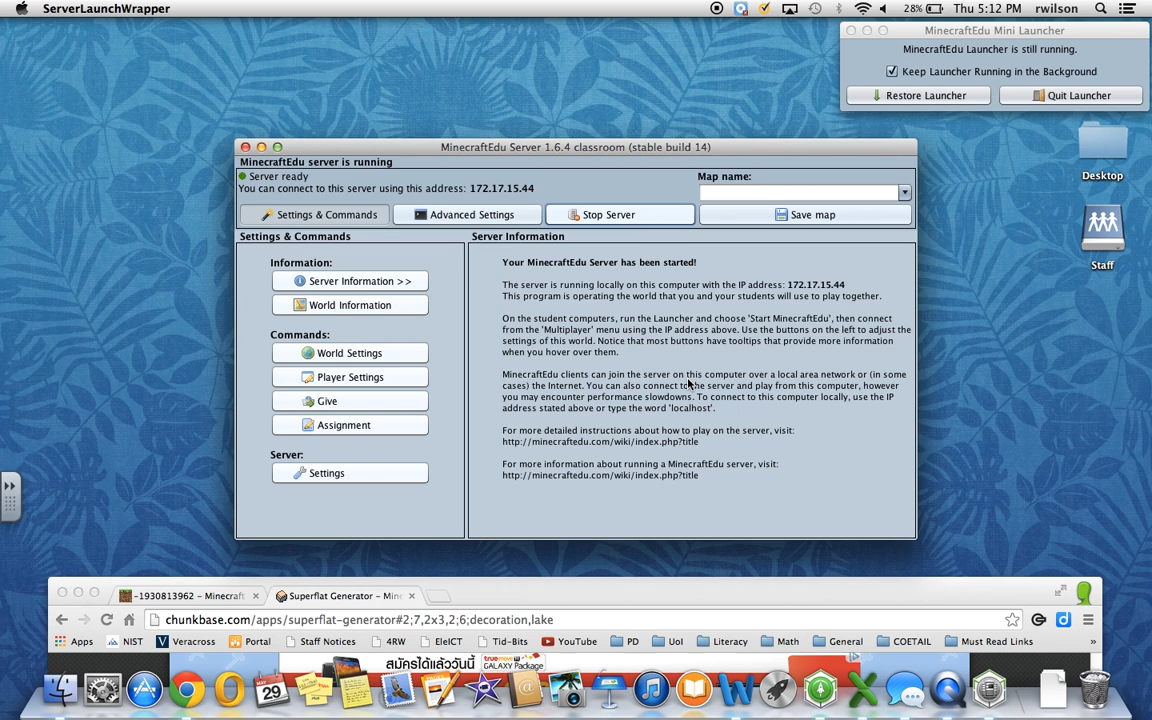 ServerLaunchWrapper
28%
Thu 5:12 PM
rwilson
MinecraftEdu Mini Launcher
MinecraftEdu Launcher is still running.
Keep Launcher Running in the Background
Restore Launcher
Quit Launcher
Desktop
Staff
MinecraftEdu Server 1.6.4 classroom (stable build 14)
MinecraftEdu server is running
Server ready
You can connect to this server using this address: 172.17.15.44
Map name:
Settings & Commands
Advanced Settings
Stop Server
Save map
Settings & Commands
Information:
Server Information >>
World Information
Commands:
World Settings
Player Settings
Give
Assignment
Server:
Settings
Server Information
Your MinecraftEdu Server has been started!
The server is running locally on this computer with the IP address: 172.17.15.44
This program is operating the world that you and your students will use to play together.
On the student computers, run the Launcher and choose 'Start MinecraftEdu', then connect
from the 'Multiplayer' menu using the IP address above. Use the buttons on the left to adjust the
settings of this world. Notice that most buttons have tooltips that provide more information
when you hover over them.
MinecraftEdu clients can join the server on this computer over a local area network or (in some
cases) the Internet. You can also connect to the server and play from this computer, however
you may encounter performance slowdowns. To connect to this computer locally, use the IP
address stated above or type the word 'localhost'.
For more detailed instructions about how to play on the server, visit:
http://minecraftedu.com/wiki/index.php?title
For more information about running a MinecraftEdu server, visit:
http://minecraftedu.com/wiki/index.php?title
-1930813962 – Minecraft
Superflat Generator – Min
chunkbase.com/apps/superflat-generator#2;7,2x3,2;6;decoration,lake
Apps
NIST
Veracross
Portal
Staff Notices
4RW
EleICT
Tid-Bits
YouTube
PD
UoI
Literacy
Math
General
COETAIL
Must Read Links
»
สมัครได้แล้ววันนี้
truemove H
GALAXY Package
MAY
29